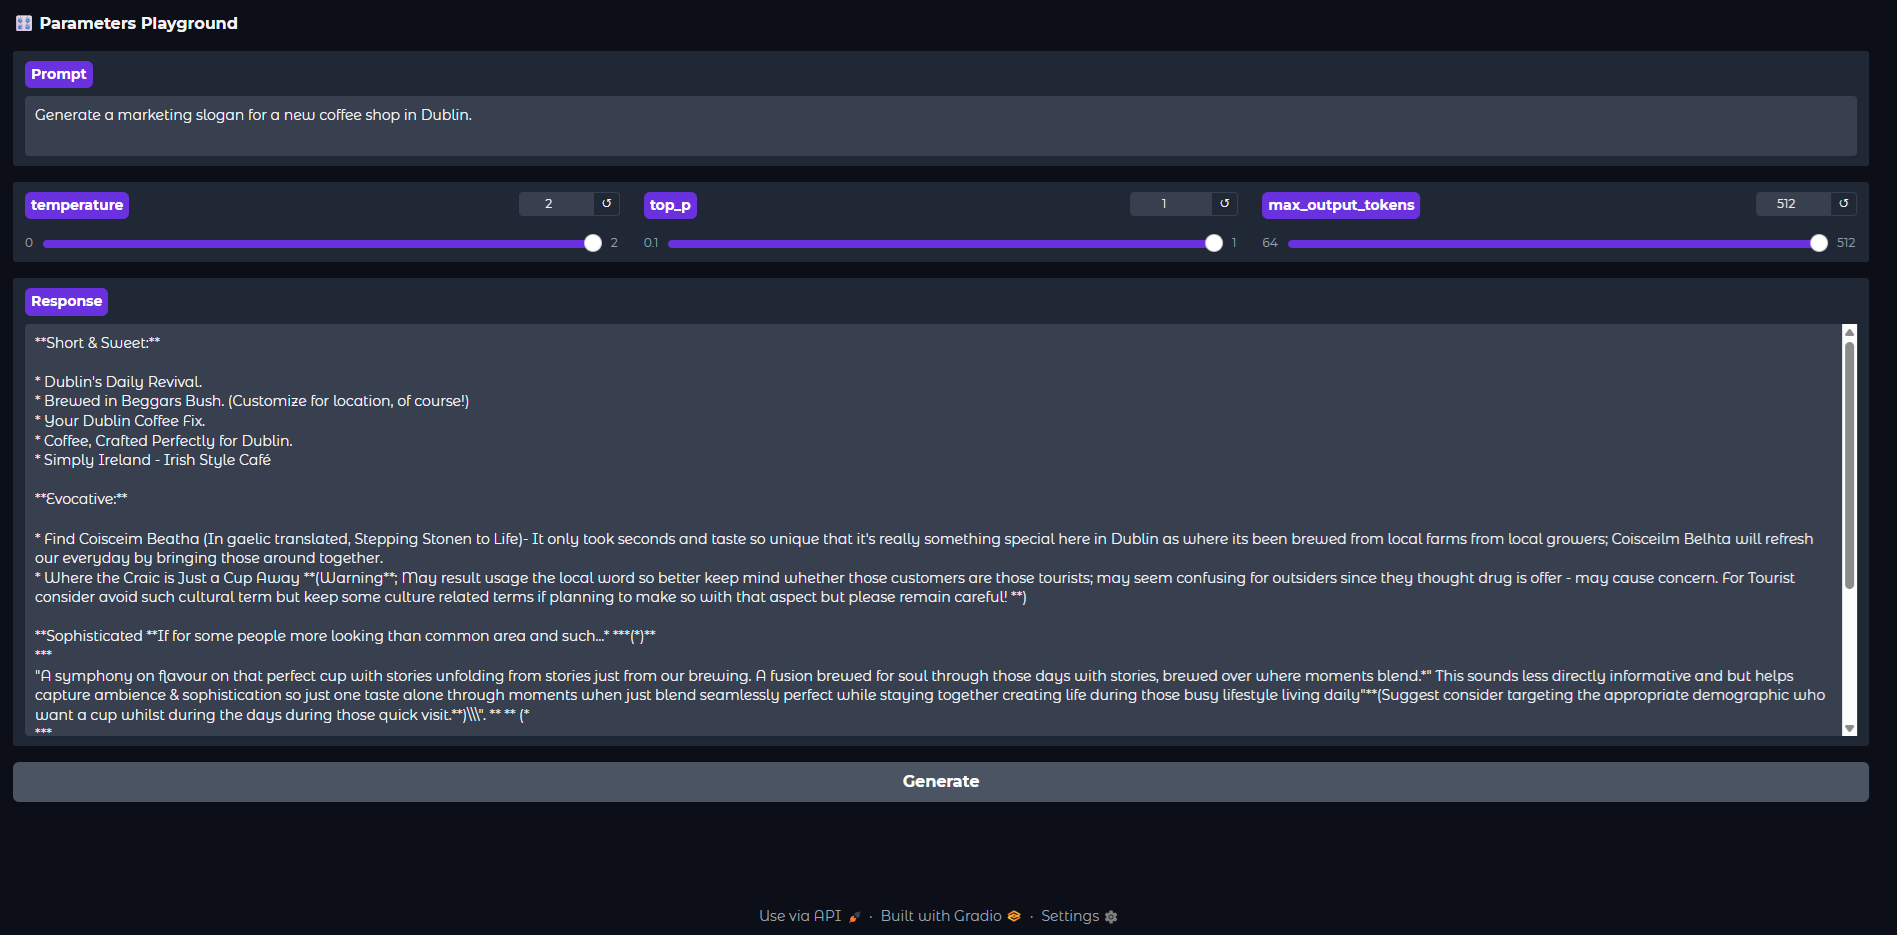 Parameters Playground
Prompt
Generate a marketing slogan for a new coffee shop in Dublin.
temperature
2
↺
0
2
top_p
1
↺
0.1
1
max_output_tokens
512
↺
64
512
Response
**Short & Sweet:**
* Dublin's Daily Revival.
* Brewed in Beggars Bush. (Customize for location, of course!)
* Your Dublin Coffee Fix.
* Coffee, Crafted Perfectly for Dublin.
* Simply Ireland - Irish Style Café
**Evocative:**
* Find Coisceim Beatha (In gaelic translated, Stepping Stonen to Life)- It only took seconds and taste so unique that it's really something special here in Dublin as where its been brewed from local farms from local growers; Coisceilm Belhta will refresh
our everyday by bringing those around together.
* Where the Craic is Just a Cup Away **(Warning**; May result usage the local word so better keep mind whether those customers are those tourists; may seem confusing for outsiders since they thought drug is offer - may cause concern. For Tourist
consider avoid such cultural term but keep some culture related terms if planning to make so with that aspect but please remain careful! **)
**Sophisticated **If for some people more looking than common area and such...* ***(*)**
***
"A symphony on flavour on that perfect cup with stories unfolding from stories just from our brewing. A fusion brewed for soul through those days with stories, brewed over where moments blend.*" This sounds less directly informative and but helps
capture ambience & sophistication so just one taste alone through moments when just blend seamlessly perfect while staying together creating life during those busy lifestyle living daily"**(Suggest consider targeting the appropriate demographic who
want a cup whilst during the days during those quick visit.**)\\\". ** ** (*
***
Generate
Use via API · Built with Gradio · Settings